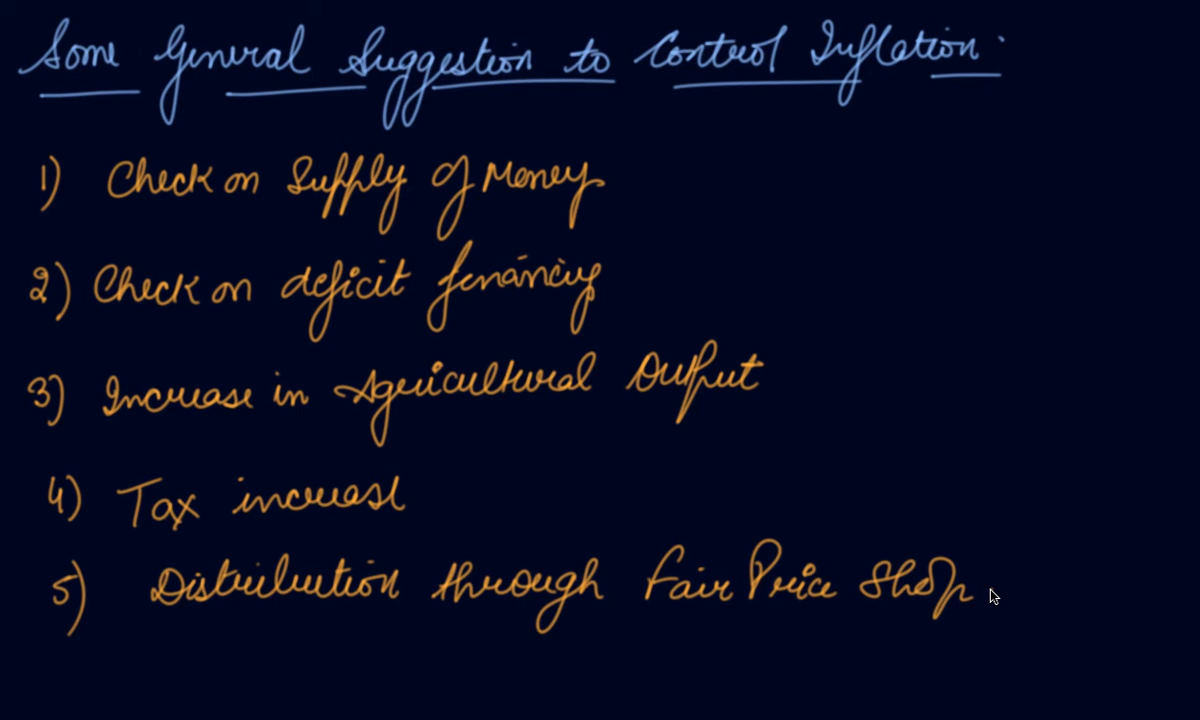 Some General Suggestion to Control Inflation.
1) Check on Supply of Money
2) Check on deficit financing
3) Increase in Agricultural Output
4) Tax increase
5) Distribution through Fair Price Shop